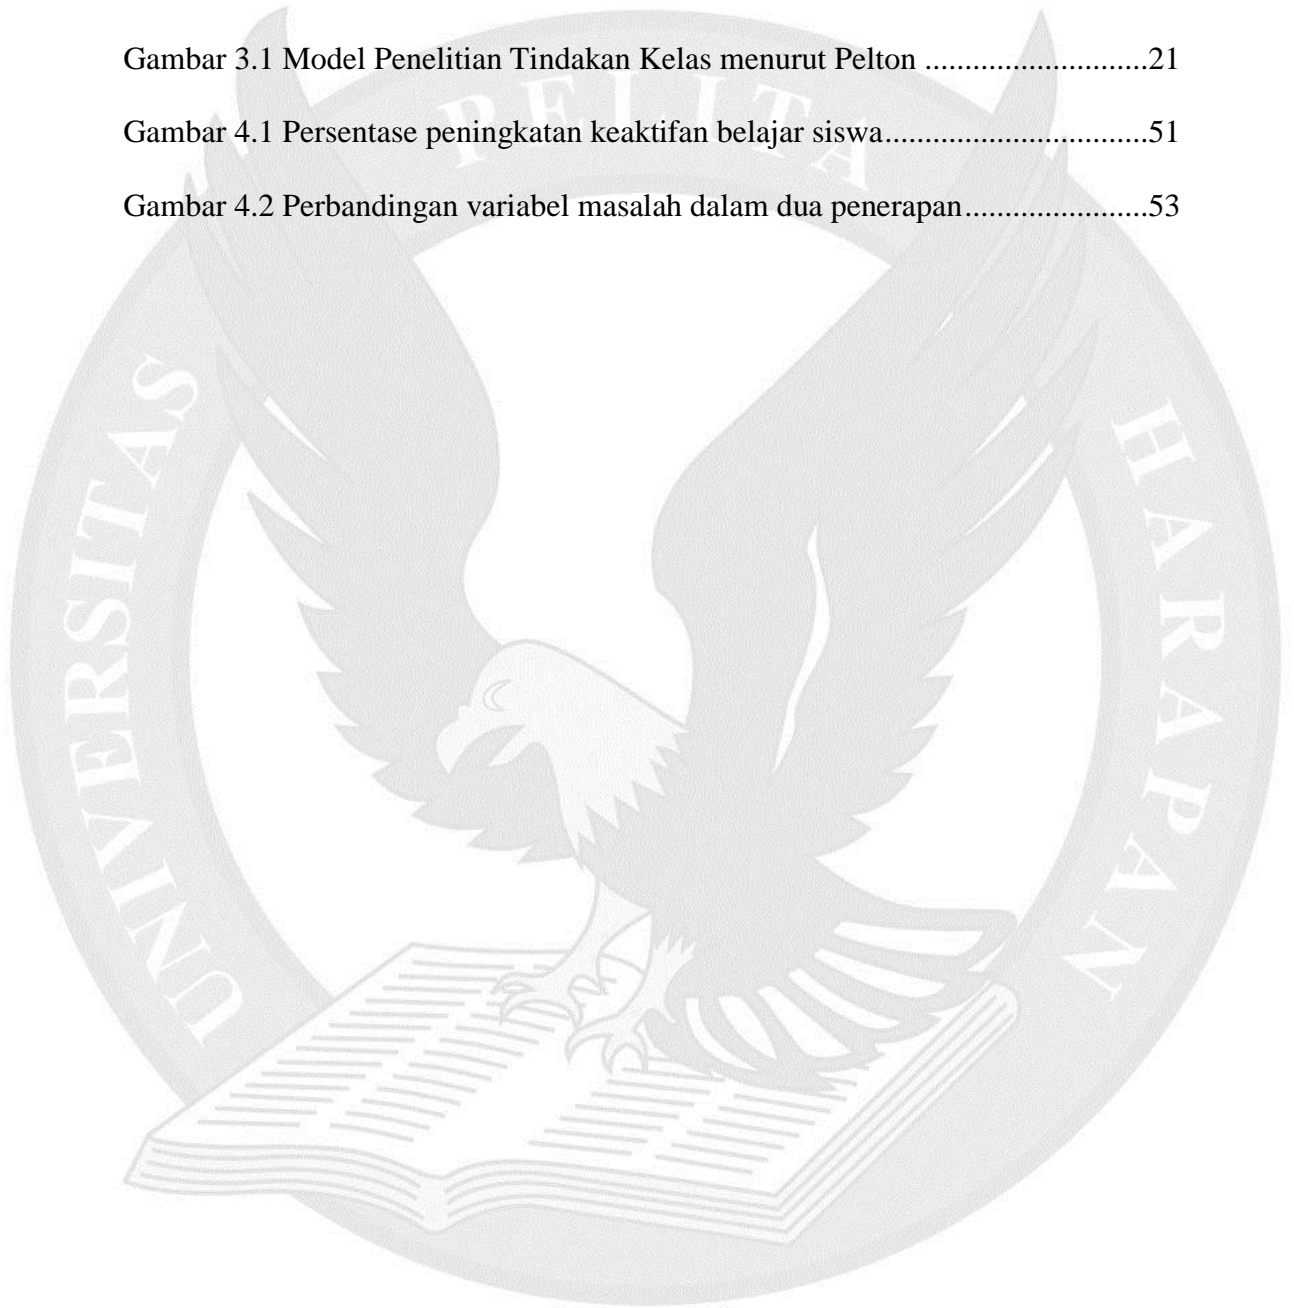 Gambar 3.1 Model Penelitian Tindakan Kelas menurut Pelton ............................21
Gambar 4.1 Persentase peningkatan keaktifan belajar siswa.................................51
Gambar 4.2 Perbandingan variabel masalah dalam dua penerapan.......................53
UNIVERSITAS PELITA HARAPAN